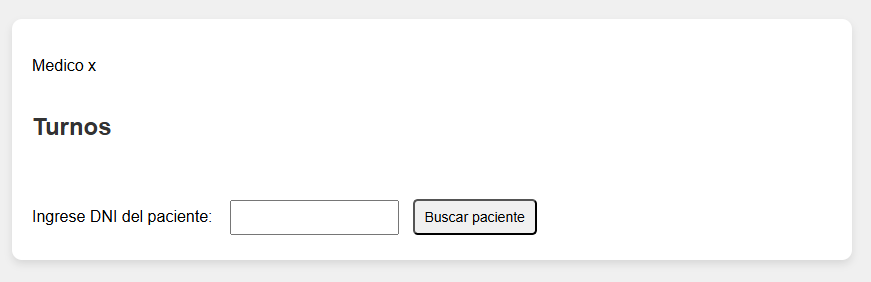 Medico x
Turnos
Ingrese DNI del paciente: Buscar paciente